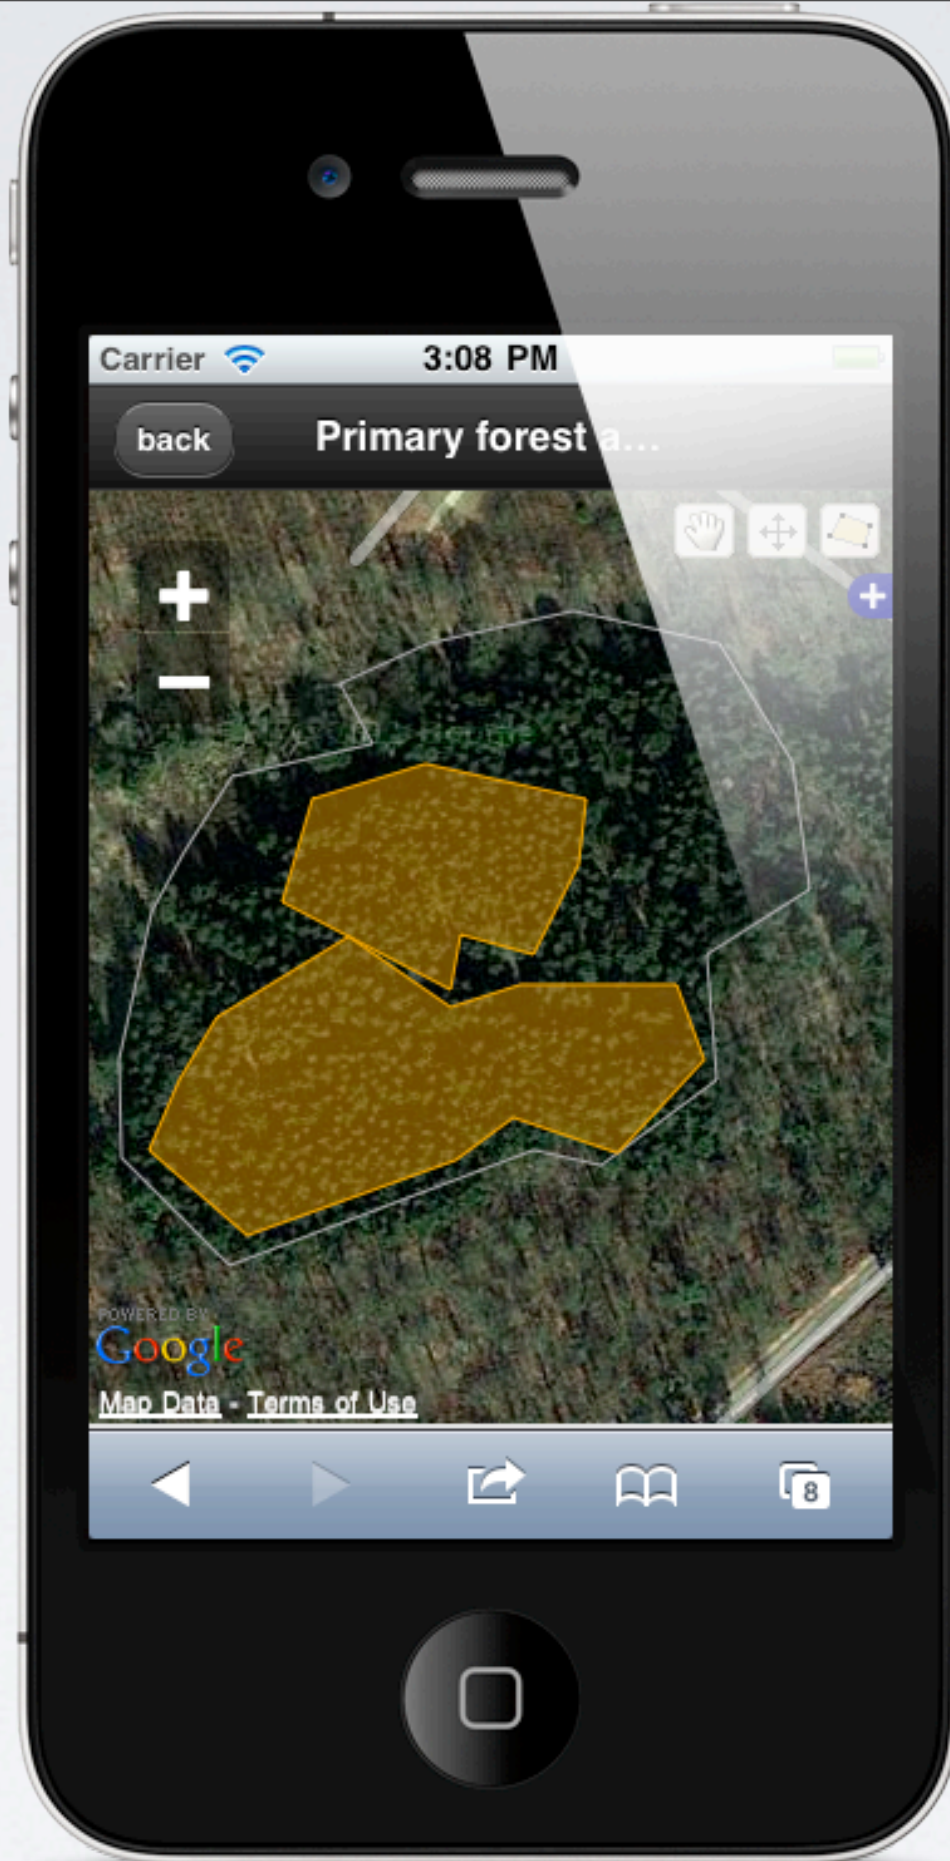 Carrier 3:08 PM
back Primary forest a...
+
+
−
POWERED BY
Google
Map Data - Terms of Use
8